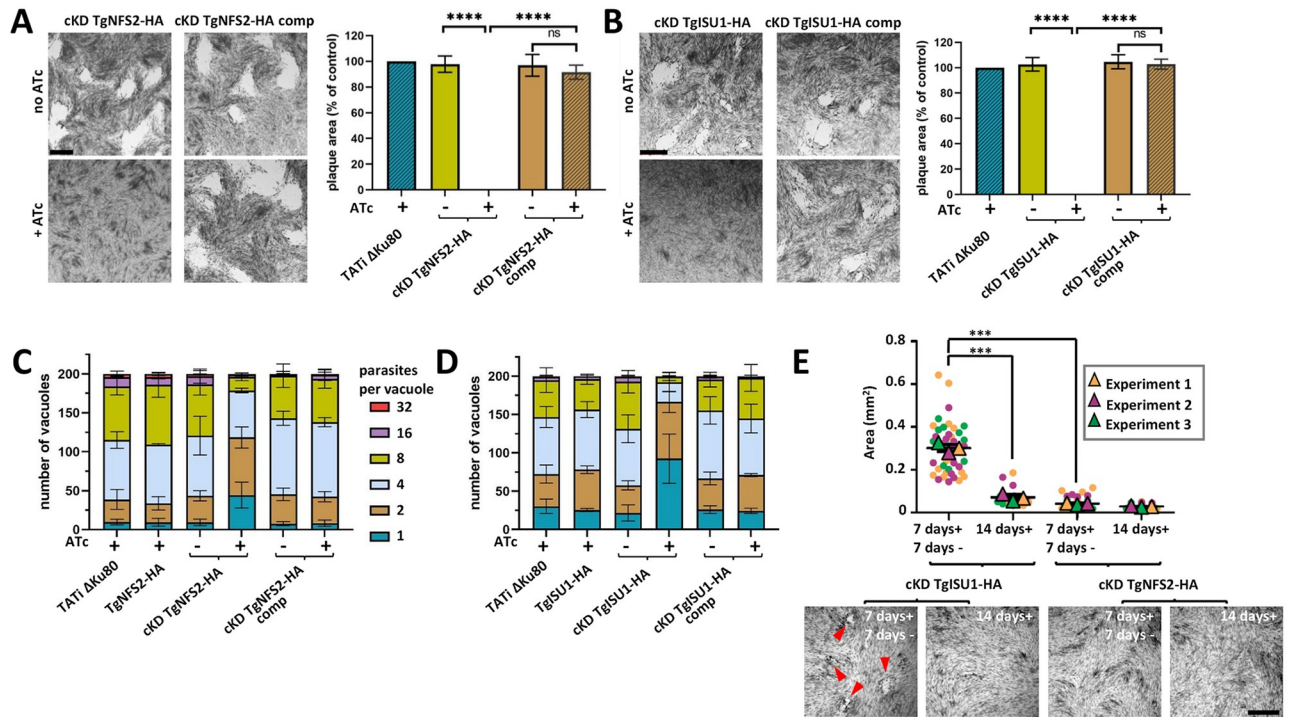 A
cKD TgNFS2-HA
cKD TgNFS2-HA comp
no ATc
+ ATc
plaque area (% of control)
120
100
80
60
40
20
0
****
****
ns
ATc
+
-
+
-
+
TATi ΔKu80
cKD TgNFS2-HA
cKD TgNFS2-HA
comp
B
cKD TgISU1-HA
cKD TgISU1-HA comp
no ATc
+ ATc
plaque area (% of control)
120
100
80
60
40
20
0
****
****
ns
ATc
+
-
+
-
+
TATi ΔKu80
cKD TgISU1-HA
cKD TgISU1-HA
comp
C
number of vacuoles
200
150
100
50
0
ATc
+
+
-
+
-
+
TATi ΔKu80
TgNFS2-HA
cKD TgNFS2-HA
cKD TgNFS2-HA
comp
parasites
per vacuole
32
16
8
4
2
1
D
number of vacuoles
200
150
100
50
0
ATc
+
+
-
+
-
+
TATi ΔKu80
TgISU1-HA
cKD TgISU1-HA
cKD TgISU1-HA
comp
E
Area (mm²)
0.8
0.6
0.4
0.2
0
***
***
Experiment 1
Experiment 2
Experiment 3
7 days+
7 days -
14 days+
7 days+
7 days -
14 days+
cKD TgISU1-HA
cKD TgNFS2-HA
7 days+
7 days -
14 days+
7 days+
7 days -
14 days+